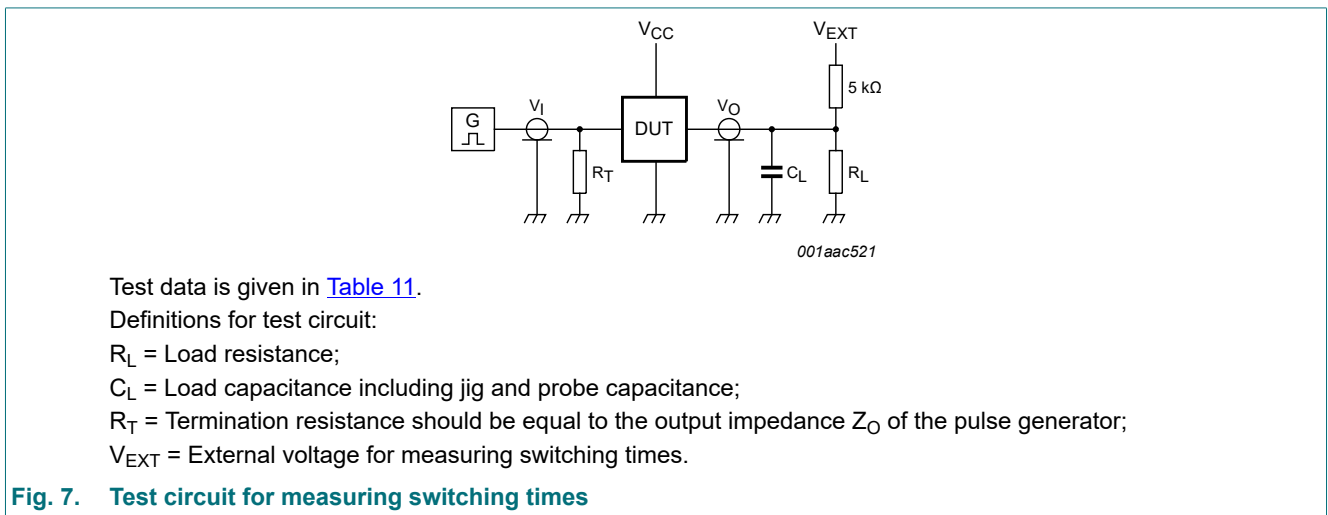 VCC
VEXT
5 kΩ
G
VI
RT
DUT
VO
CL
RL
001aac521
Test data is given in Table 11.
Definitions for test circuit:
RL = Load resistance;
CL = Load capacitance including jig and probe capacitance;
RT = Termination resistance should be equal to the output impedance ZO of the pulse generator;
VEXT = External voltage for measuring switching times.
Fig. 7. Test circuit for measuring switching times